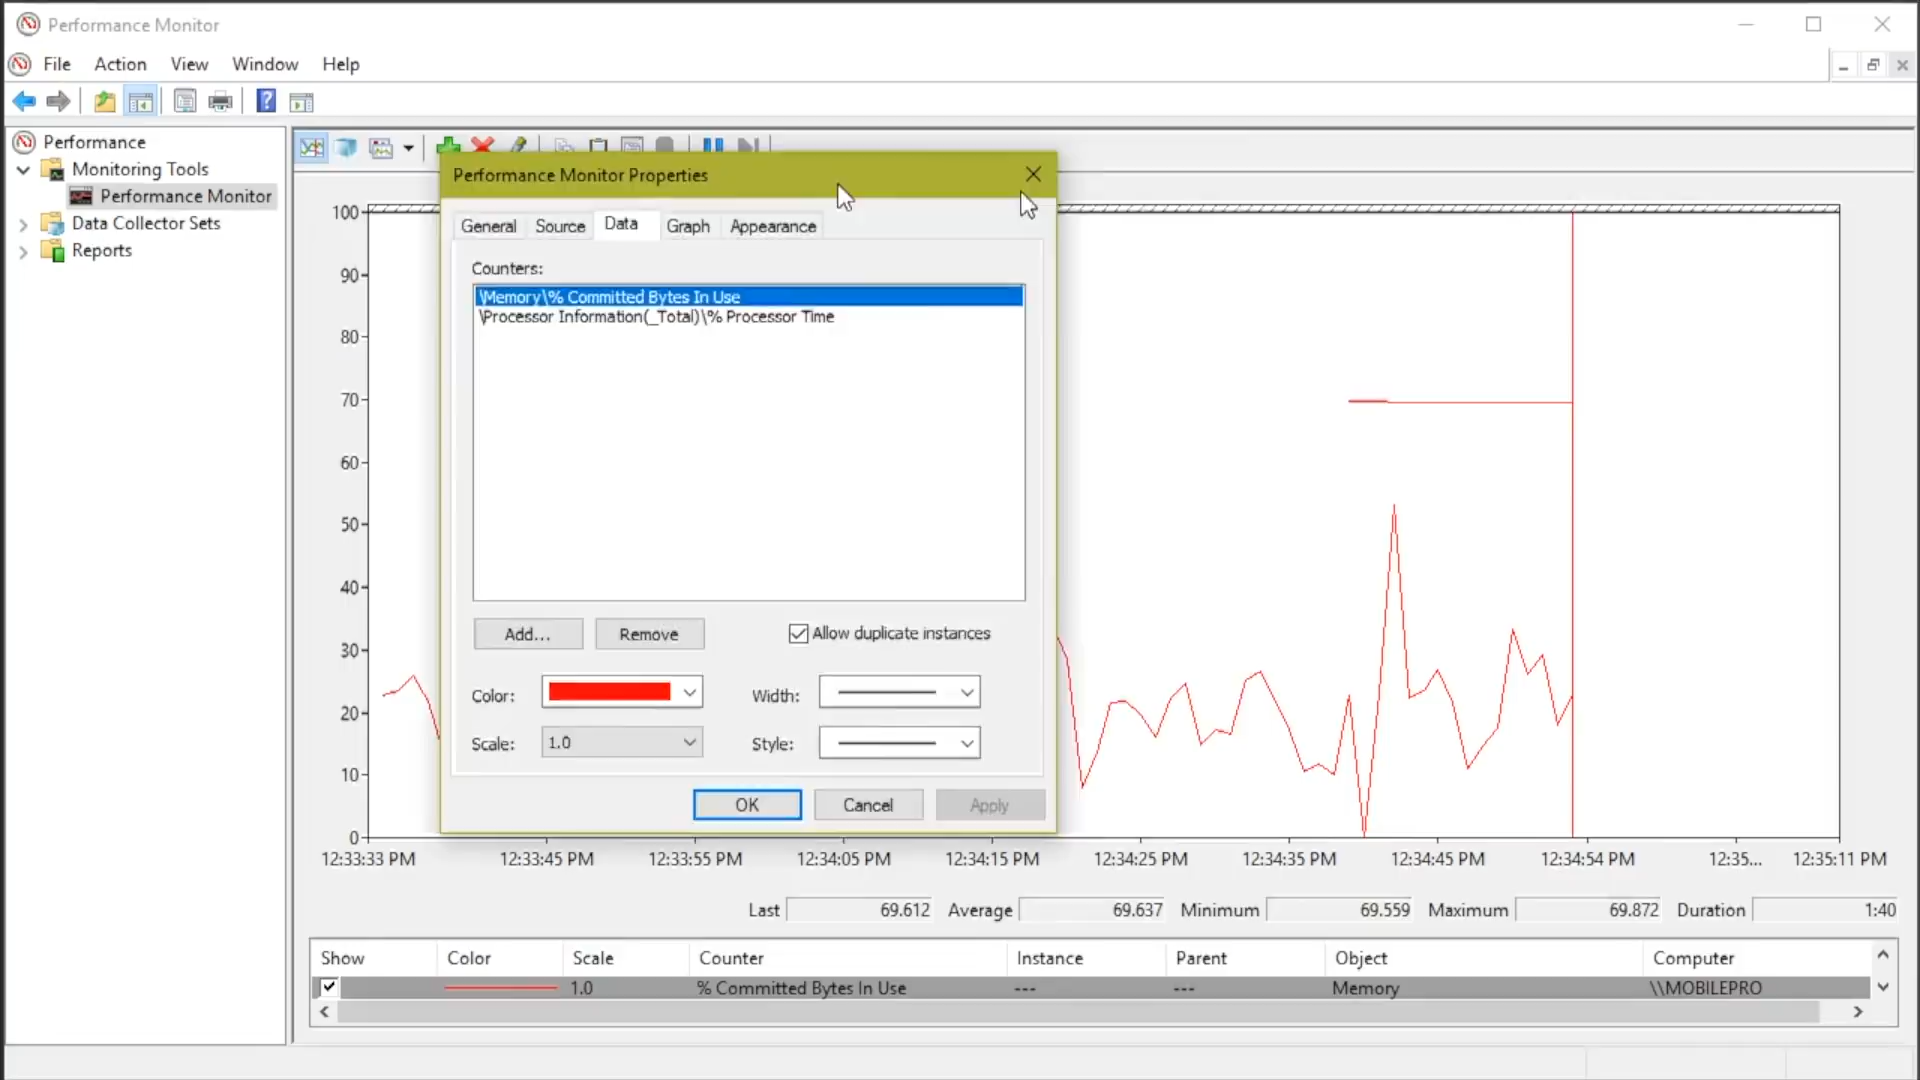 Performance Monitor
File Action View Window Help
Performance
Monitoring Tools
Performance Monitor
Data Collector Sets
Reports
Performance Monitor Properties
General Source Data Graph Appearance
Counters:
\Memory\% Committed Bytes In Use
\Processor Information(_Total)\% Processor Time
Add... Remove Allow duplicate instances
Color: Width:
Scale: 1.0 Style:
OK Cancel Apply
100
90
80
70
60
50
40
30
20
10
0
12:33:33 PM 12:33:45 PM 12:33:55 PM 12:34:05 PM 12:34:15 PM 12:34:25 PM 12:34:35 PM 12:34:45 PM 12:34:54 PM 12:35... 12:35:11 PM
Last 69.612 Average 69.637 Minimum 69.559 Maximum 69.872 Duration 1:40
Show Color Scale Counter Instance Parent Object Computer
1.0 % Committed Bytes In Use --- --- Memory \\MOBILEPRO